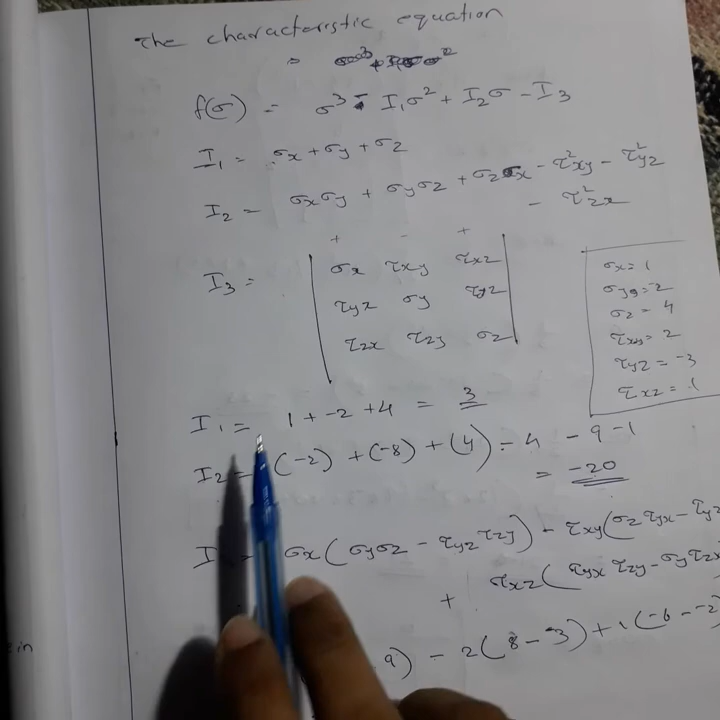 The characteristic equation
=
f(σ) = σ³ - I₁σ² + I₂σ - I₃
I₁ = σx + σy + σz
I₂ = σxσy + σyσz + σzσx - τ²xy - τ²yz
- τ²zx
+ - +
I₃ =
σx τxy τxz
τyx σy τyz
τzx τzy σz
σx = 1
σy = -2
σz = 4
τxy = 2
τyz = -3
τxz = 1
I₁ = 1 + -2 + 4 = 3
I₂ = (-2) + (-8) + (4) - 4 - 9 - 1
= -20
I = σx(σyσz - τyzτzy) - τxy(σzτyx - τyz
+ τxz(τyxτzy - σyτzx
9) - 2(8 - -3) + 1(-6 - -2
in